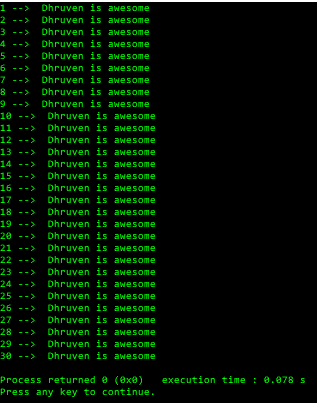 1 -->  Dhruven is awesome
2 -->  Dhruven is awesome
3 -->  Dhruven is awesome
4 -->  Dhruven is awesome
5 -->  Dhruven is awesome
6 -->  Dhruven is awesome
7 -->  Dhruven is awesome
8 -->  Dhruven is awesome
9 -->  Dhruven is awesome
10 -->  Dhruven is awesome
11 -->  Dhruven is awesome
12 -->  Dhruven is awesome
13 -->  Dhruven is awesome
14 -->  Dhruven is awesome
15 -->  Dhruven is awesome
16 -->  Dhruven is awesome
17 -->  Dhruven is awesome
18 -->  Dhruven is awesome
19 -->  Dhruven is awesome
20 -->  Dhruven is awesome
21 -->  Dhruven is awesome
22 -->  Dhruven is awesome
23 -->  Dhruven is awesome
24 -->  Dhruven is awesome
25 -->  Dhruven is awesome
26 -->  Dhruven is awesome
27 -->  Dhruven is awesome
28 -->  Dhruven is awesome
29 -->  Dhruven is awesome
30 -->  Dhruven is awesome
Process returned 0 (0x0)   execution time : 0.078 s
Press any key to continue.